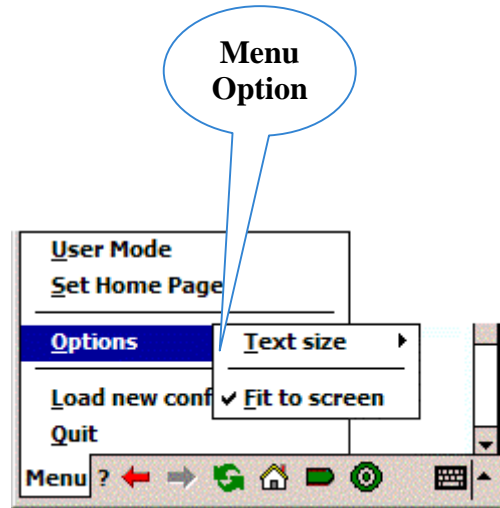 Menu
Option
User Mode
Set Home Page
Options
Text size
Load new conf
Fit to screen
Quit
Menu ?